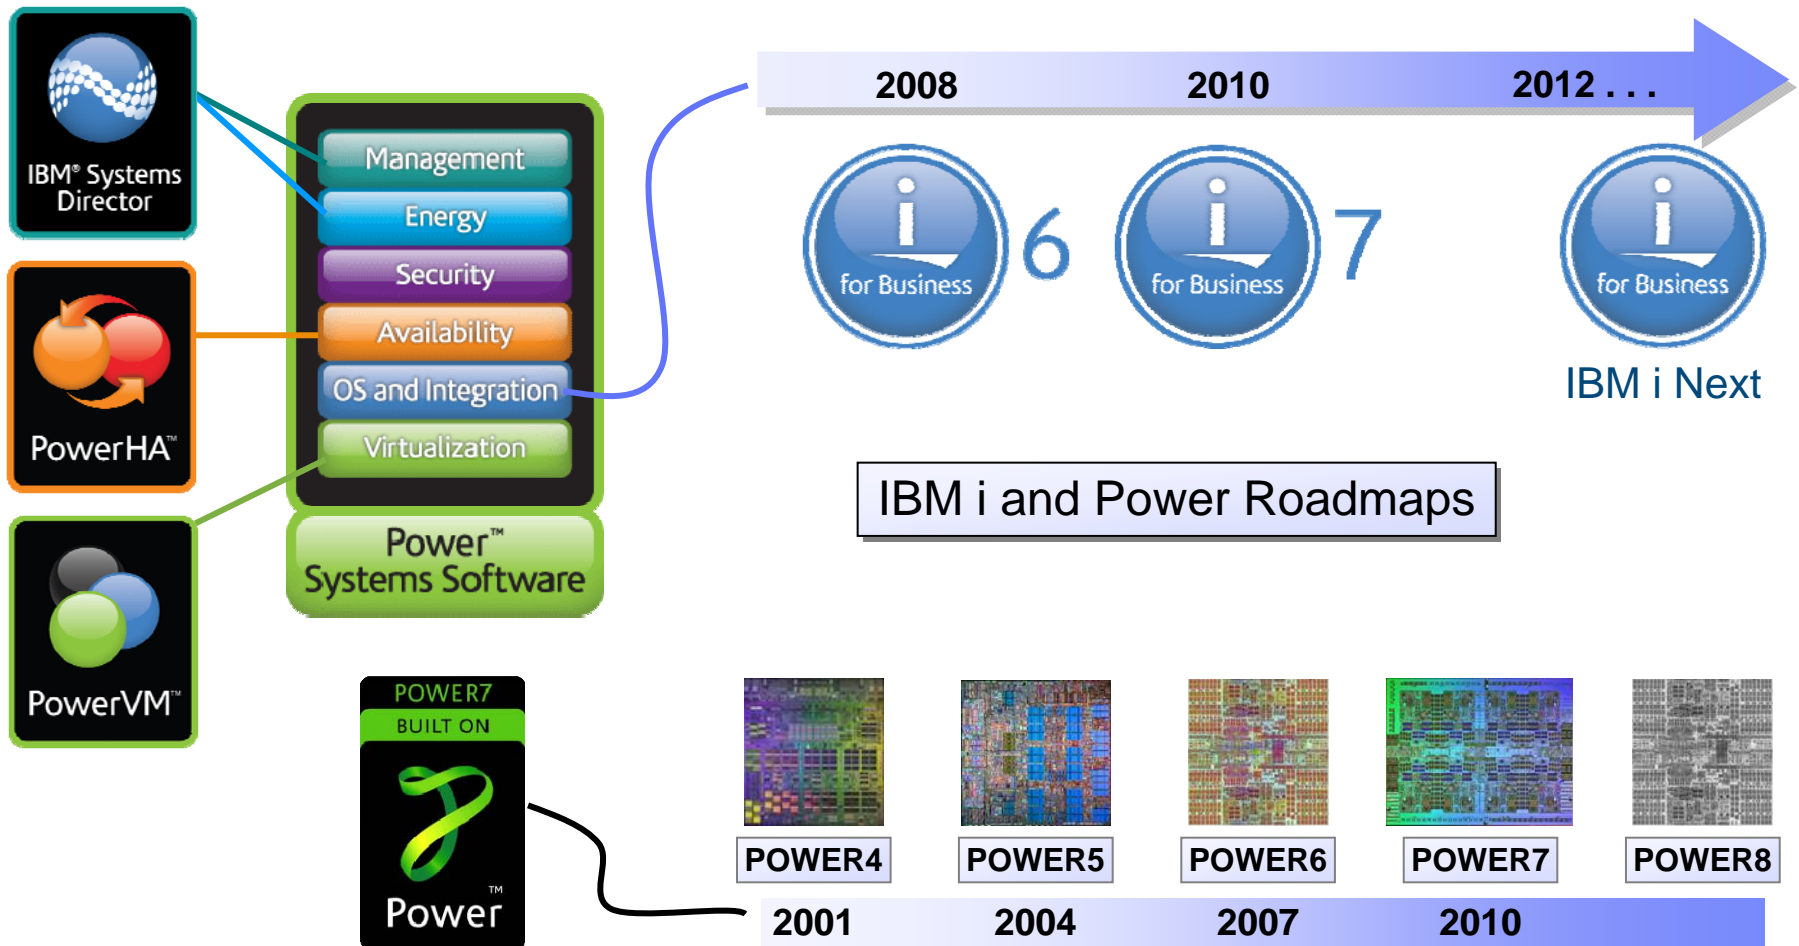 IBM® Systems
Director
PowerHA™
PowerVM™
Management
Energy
Security
Availability
OS and Integration
Virtualization
Power™
Systems Software
2008
2010
2012 . . .
i
for Business
6
i
for Business
7
i
for Business
IBM i Next
IBM i and Power Roadmaps
POWER7
BUILT ON
Power™
POWER4
POWER5
POWER6
POWER7
POWER8
2001
2004
2007
2010